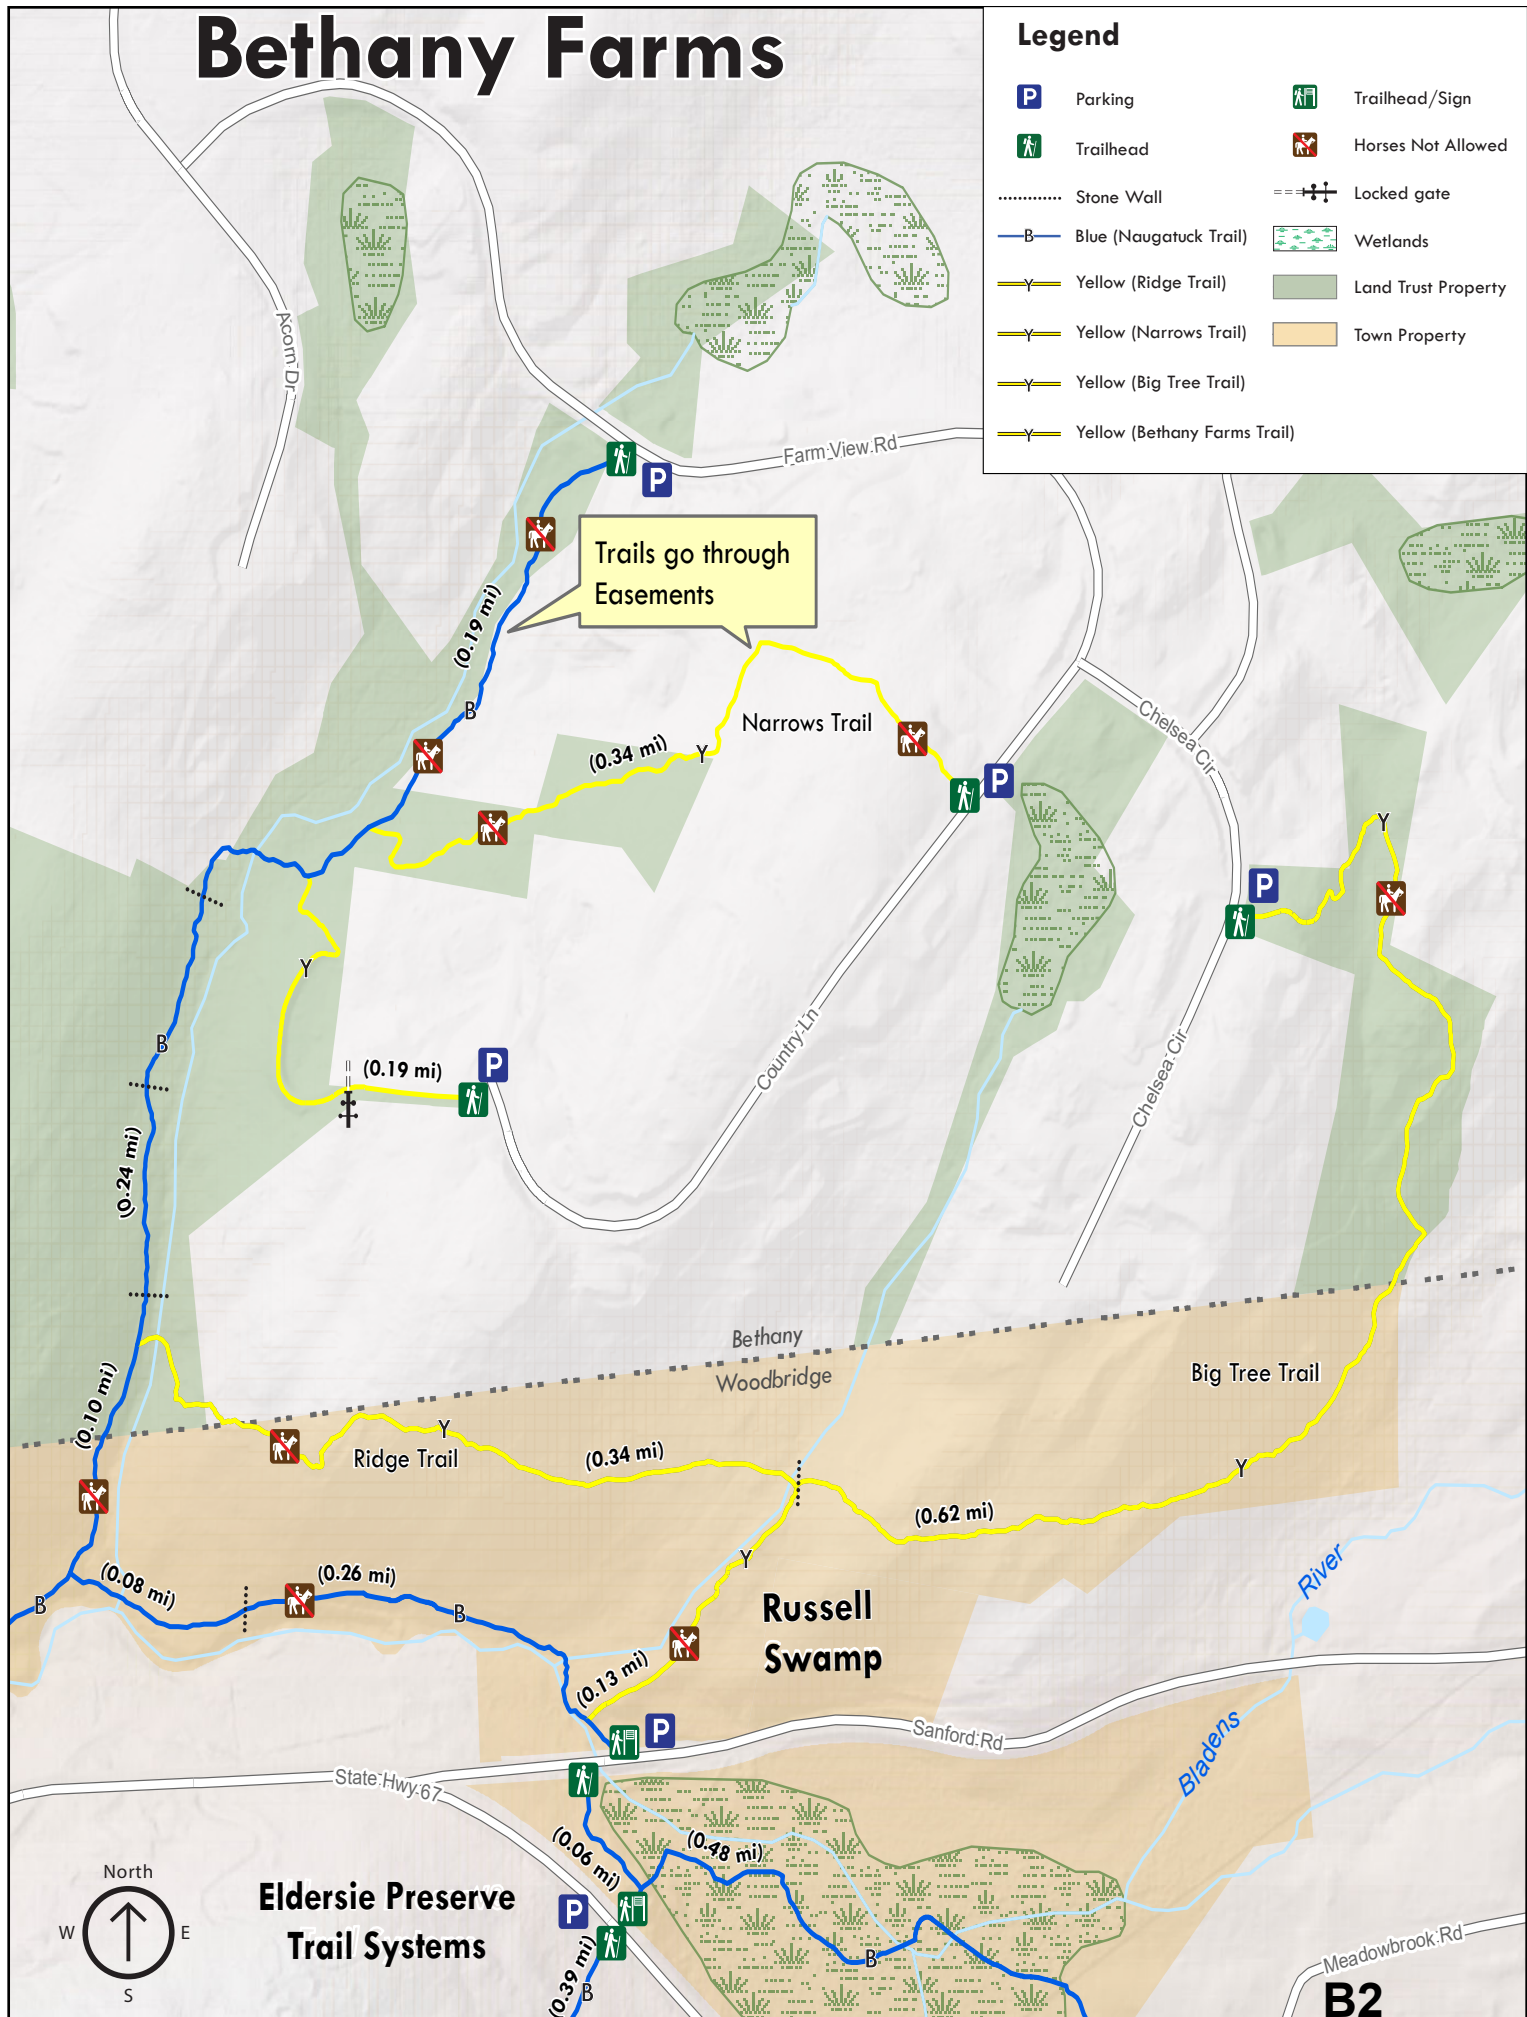 Bethany Farms
Legend
P
Parking
Trailhead/Sign
Trailhead
Horses Not Allowed
Stone Wall
Locked gate
B
Blue (Naugatuck Trail)
Wetlands
Y
Yellow (Ridge Trail)
Land Trust Property
Y
Yellow (Narrows Trail)
Town Property
Y
Yellow (Big Tree Trail)
Y
Yellow (Bethany Farms Trail)
Acorn Dr
Farm View Rd
P
Trails go through
Easements
(0.19 mi)
B
Narrows Trail
(0.34 mi)
Y
Chelsea Cir
P
Y
P
Y
B
(0.19 mi)
P
Country Ln
Chelsea Cir
(0.24 mi)
Bethany
Woodbridge
Big Tree Trail
(0.10 mi)
Y
Ridge Trail
(0.34 mi)
Y
(0.62 mi)
Y
(0.08 mi)
(0.26 mi)
B
B
River
Russell
Swamp
(0.13 mi)
P
Sanford Rd
Bladens
State Hwy 67
(0.06 mi)
(0.48 mi)
North
W
E
S
Eldersie Preserve
Trail Systems
P
B
(0.39 mi)
B
Meadowbrook Rd
B2